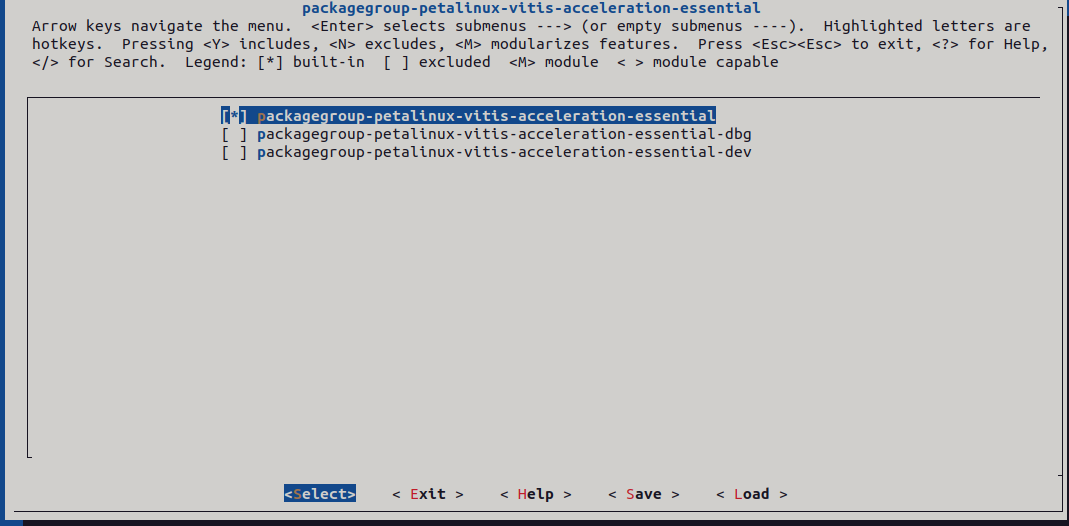 packagegroup-petalinux-vitis-acceleration-essential
Arrow keys navigate the menu.  <Enter> selects submenus ---> (or empty submenus ----).  Highlighted letters are
hotkeys.  Pressing <Y> includes, <N> excludes, <M> modularizes features.  Press <Esc><Esc> to exit, <?> for Help,
</> for Search.  Legend: [*] built-in  [ ] excluded  <M> module  < > module capable
[*] packagegroup-petalinux-vitis-acceleration-essential
[ ] packagegroup-petalinux-vitis-acceleration-essential-dbg
[ ] packagegroup-petalinux-vitis-acceleration-essential-dev
<Select>    < Exit >    < Help >    < Save >    < Load >